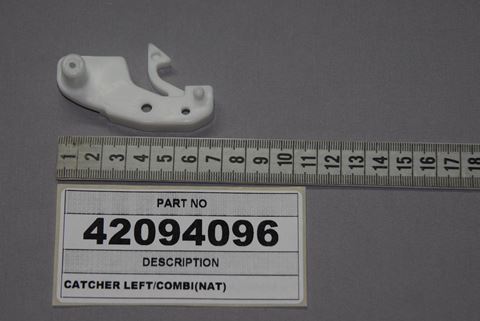 1 2 3 4 5 6 7 8 9 10 11 12 13 14 15 16 17 18
PART NO
42094096
DESCRIPTION
CATCHER LEFT/COMBI(NAT)